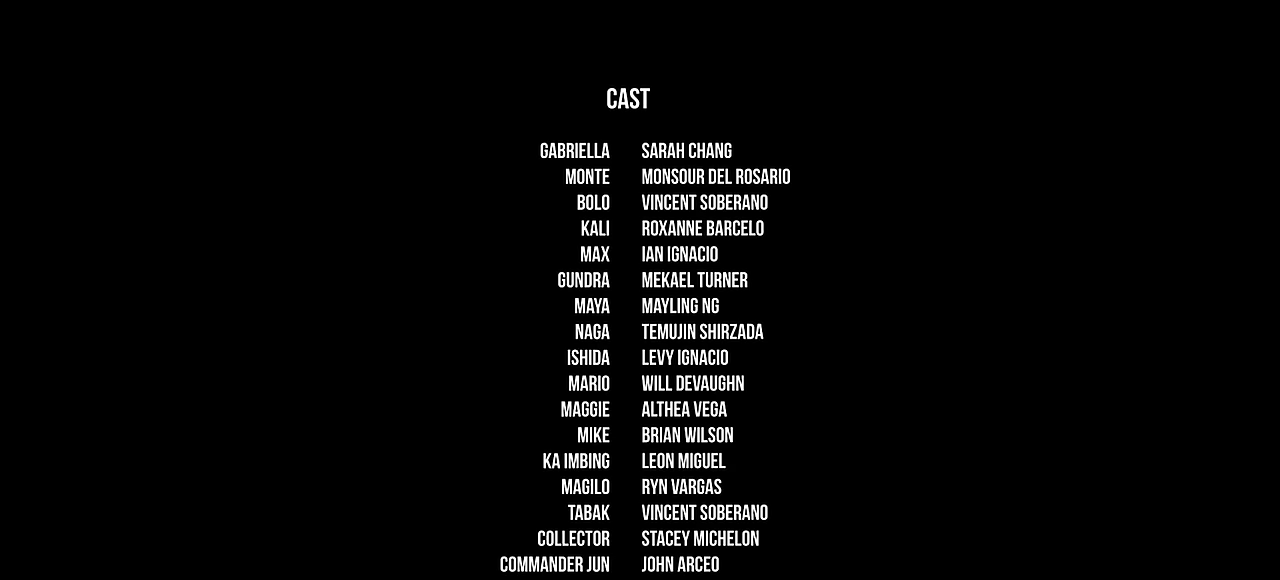 CAST
GABRIELLA SARAH CHANG
MONTE MONSOUR DEL ROSARIO
BOLO VINCENT SOBERANO
KALI ROXANNE BARCELO
MAX IAN IGNACIO
GUNDRA MEKAEL TURNER
MAYA MAYLING NG
NAGA TEMUJIN SHIRZADA
ISHIDA LEVY IGNACIO
MARIO WILL DEVAUGHN
MAGGIE ALTHEA VEGA
MIKE BRIAN WILSON
KA IMBING LEON MIGUEL
MAGILO RYN VARGAS
TABAK VINCENT SOBERANO
COLLECTOR STACEY MICHELON
COMMANDER JUN JOHN ARCEO